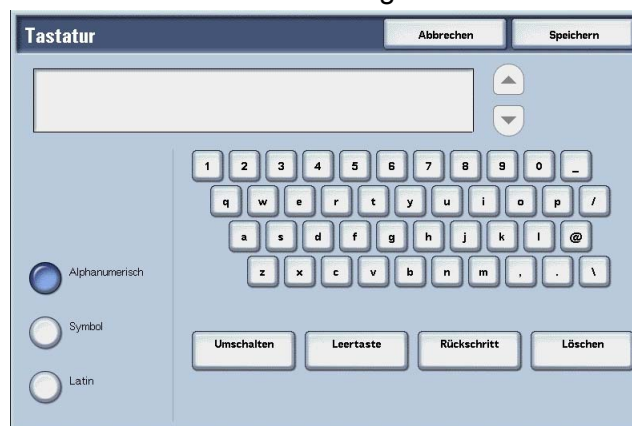 Tastatur Abbrechen Speichern
1 2 3 4 5 6 7 8 9 0 _
q w e r t y u i o p /
a s d f g h j k l @
z x c v b n m , . \
Alphanumerisch
Symbol
Latin
Umschalten Leertaste Rückschritt Löschen